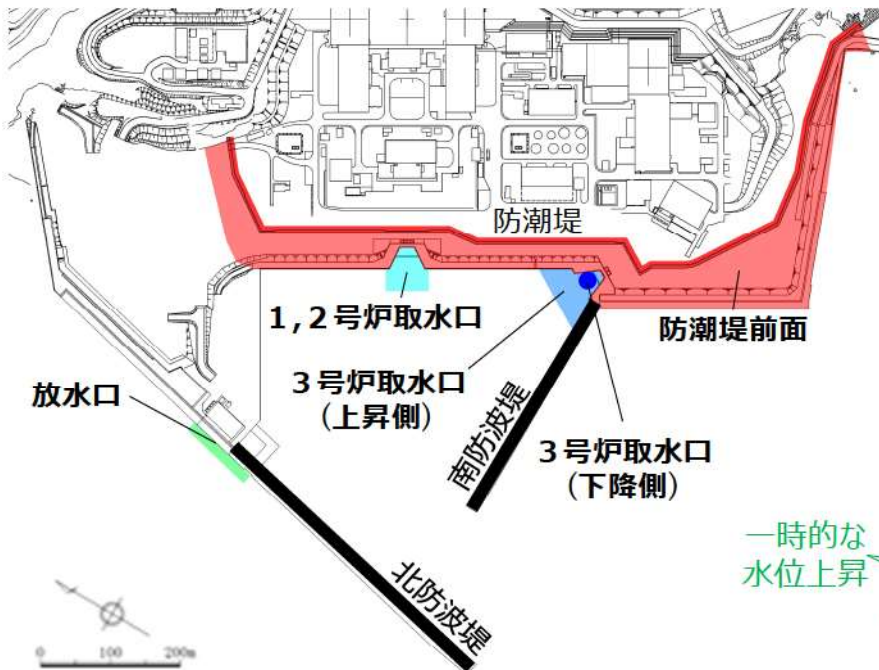 防潮堤
1,2号炉取水口
防潮堤前面
3号炉取水口
(上昇側)
放水口
3号炉取水口
(下降側)
南防波堤
一時的な
水位上昇
北防波堤
0 100 200m